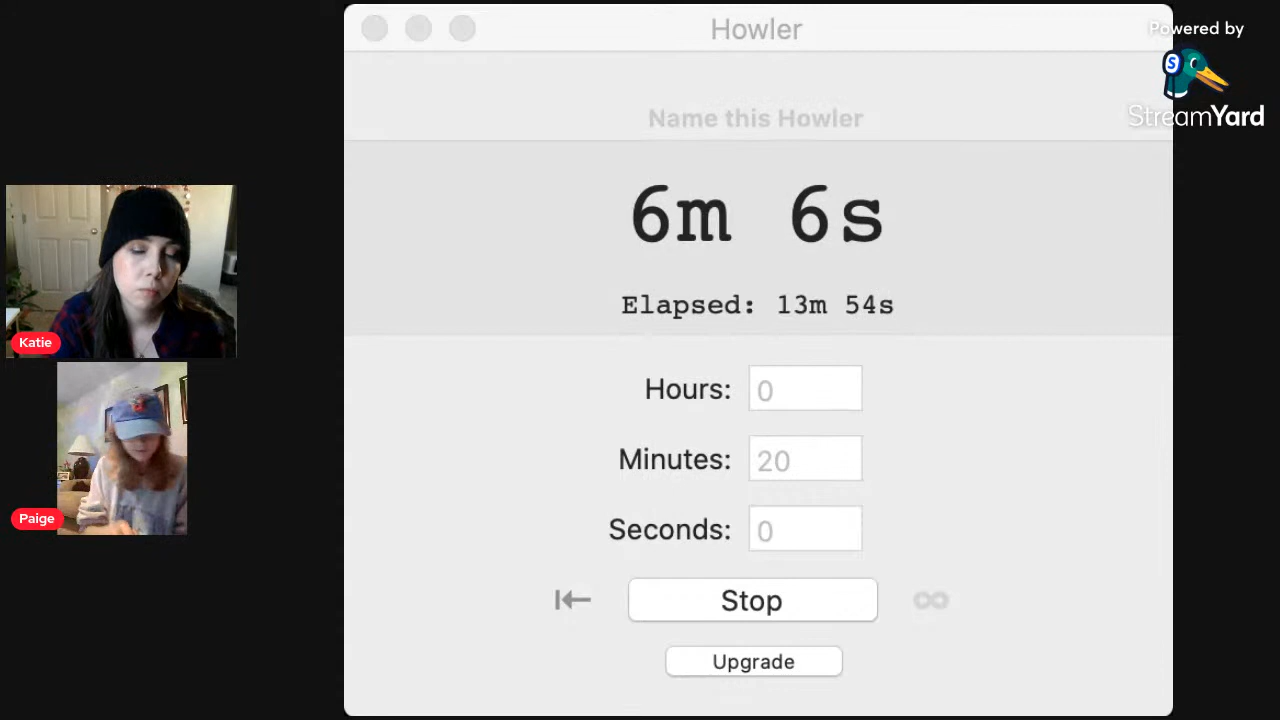 Howler
Powered by
StreamYard
Name this Howler
6m 6s
Elapsed: 13m 54s
Katie
Hours: 0
Minutes: 20
Paige
Seconds: 0
Stop
Upgrade